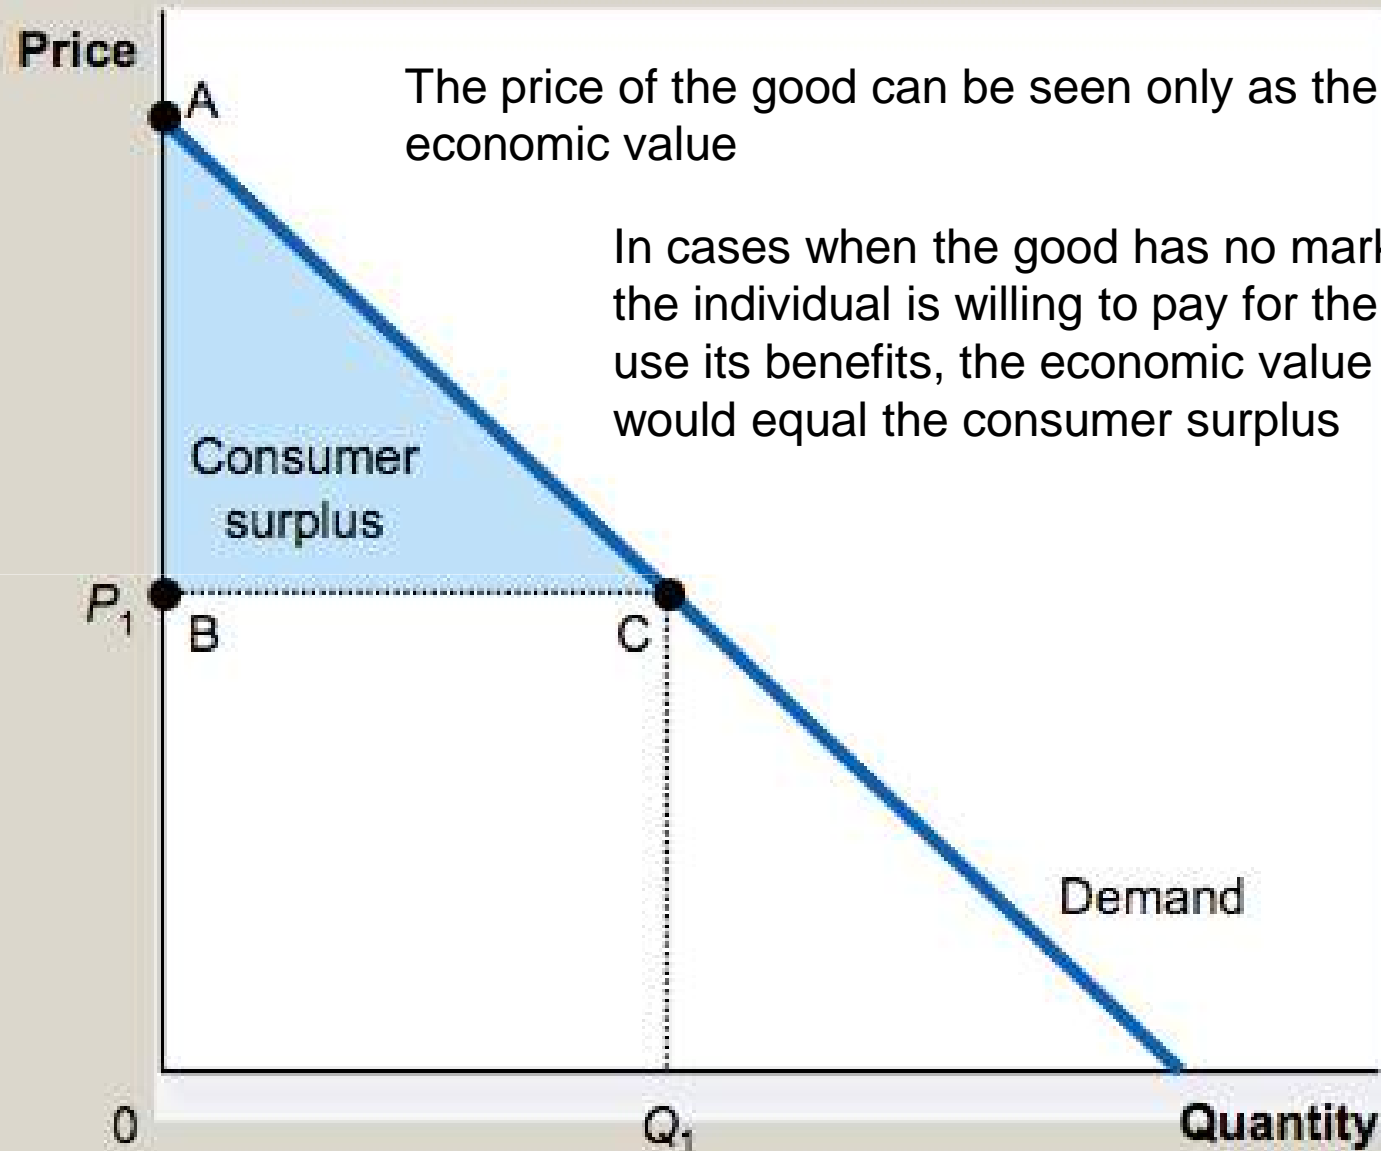 Price
A
The price of the good can be seen only as the
economic value
In cases when the good has no
the individual is willing to pay for the
use its benefits, the economic value
would equal the consumer surplus
Consumer
surplus
P₁
B
C
Demand
0
Q₁
Quantity